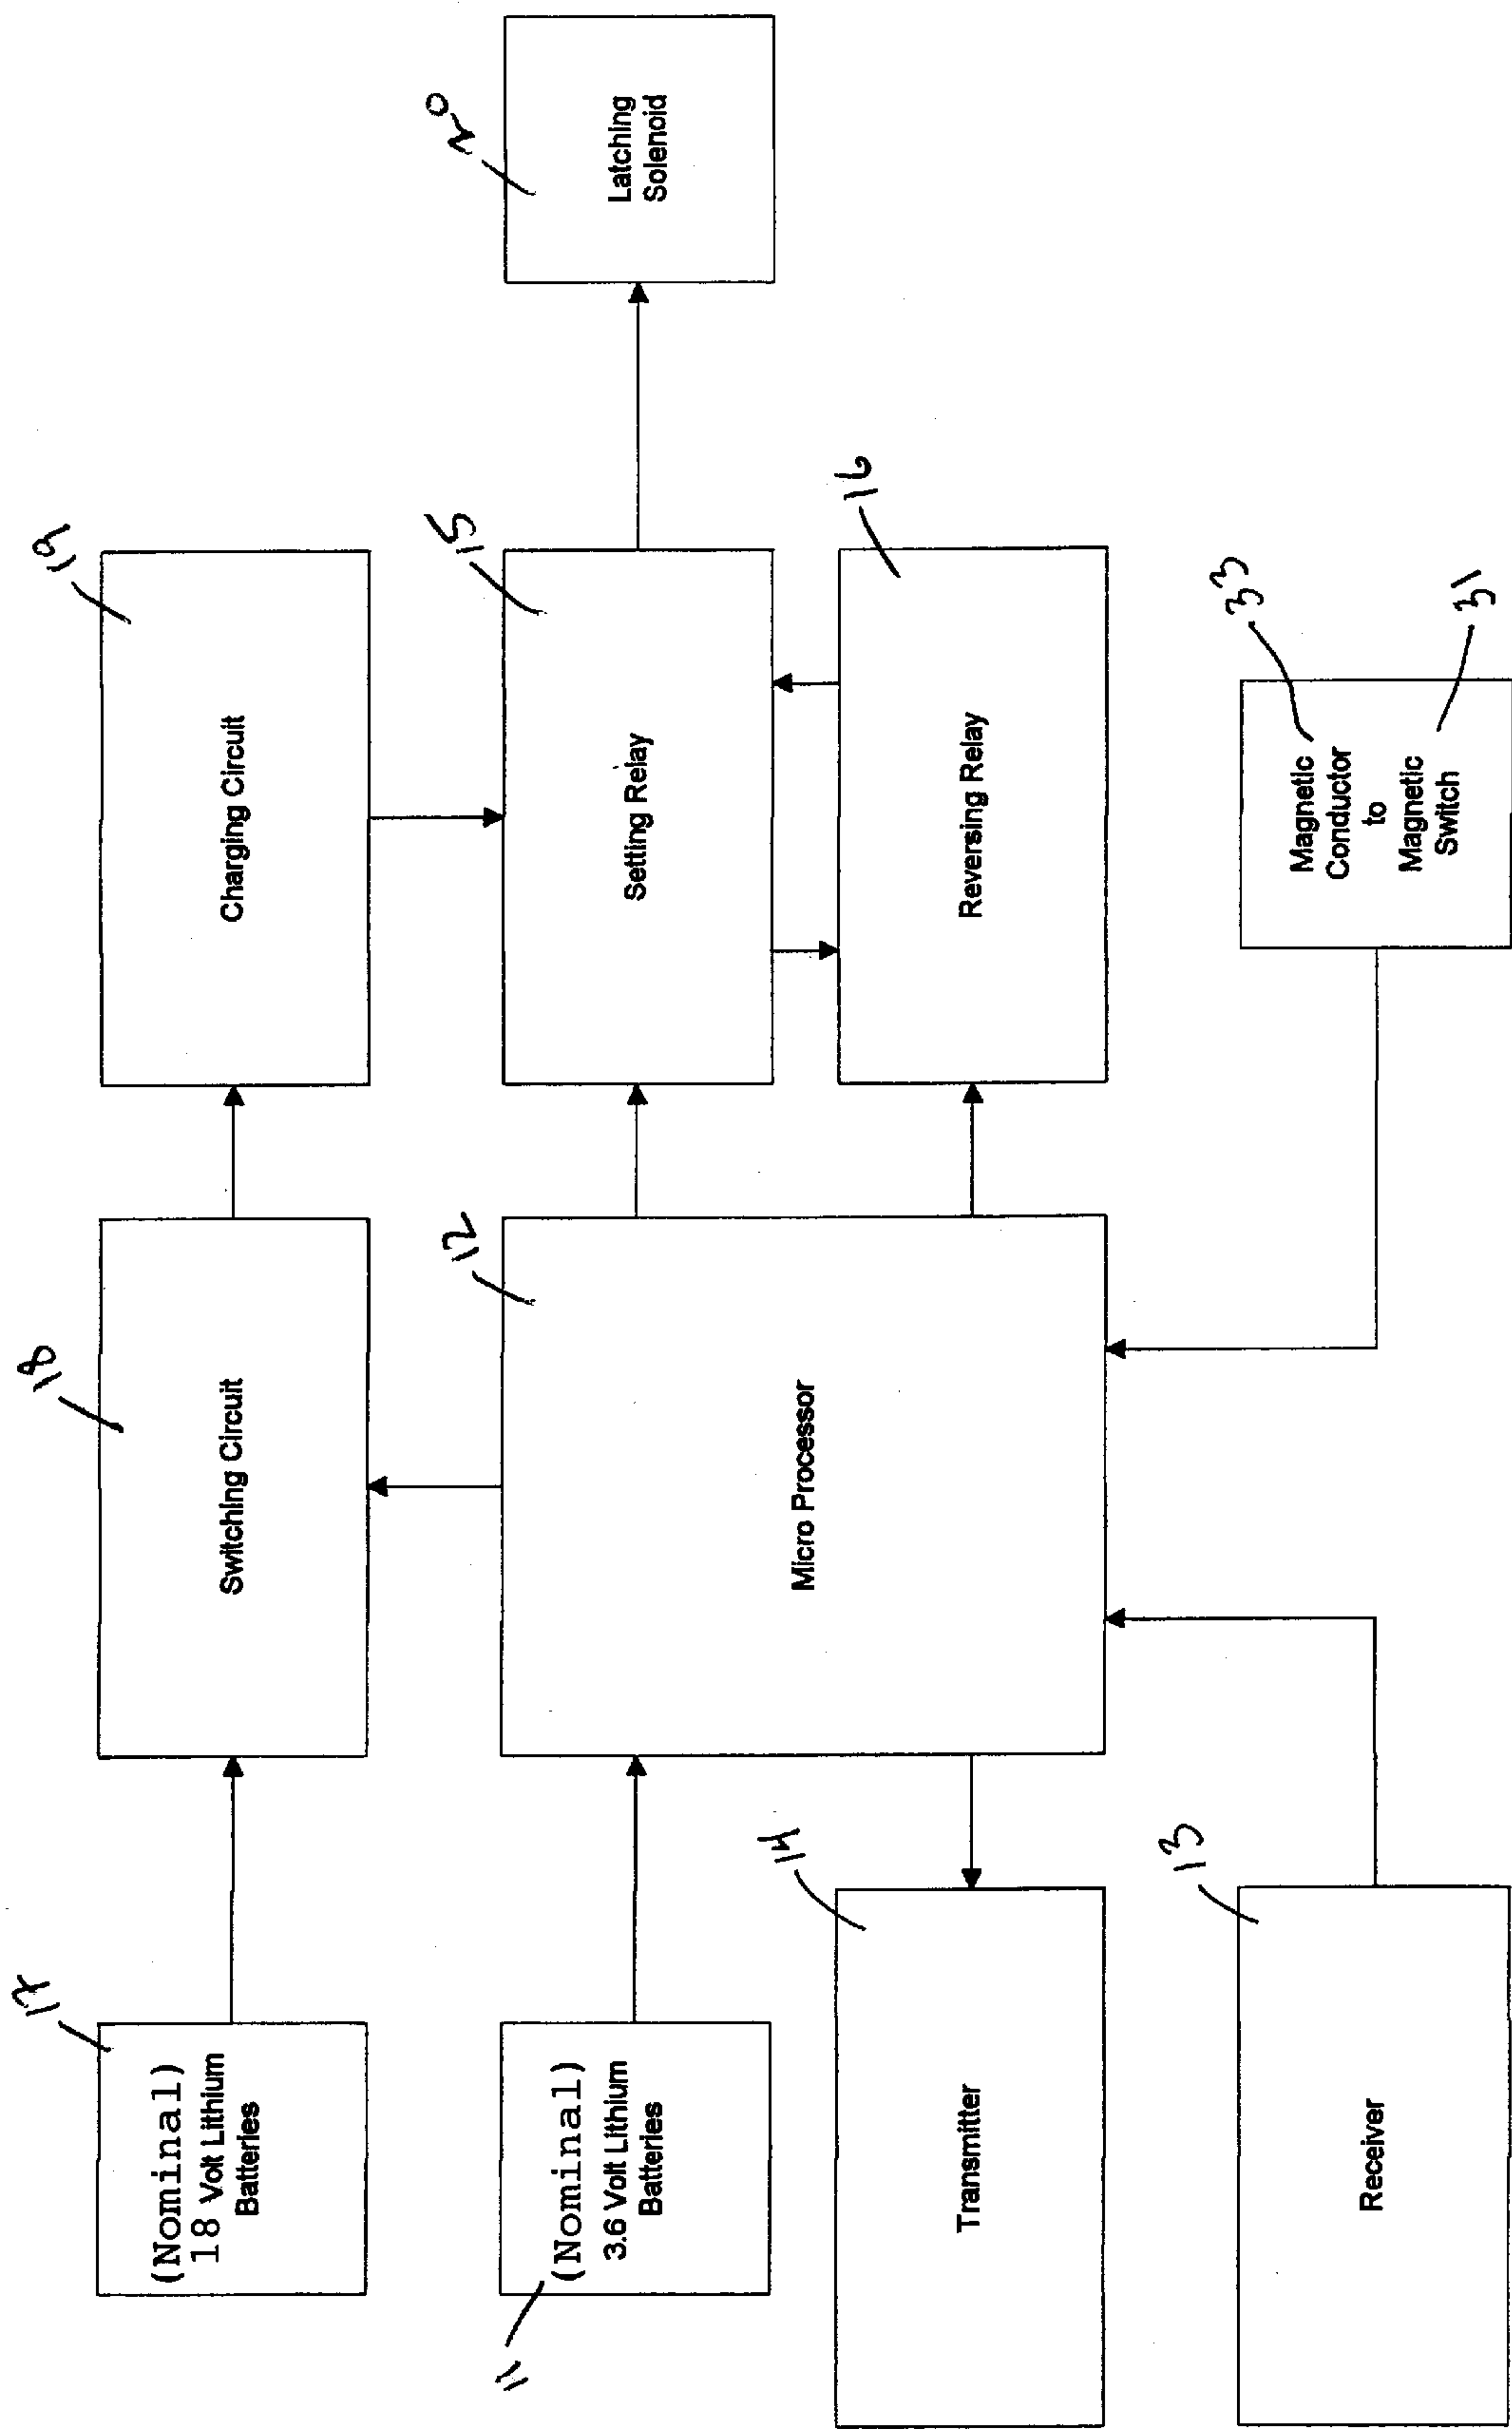 17
(Nominal)
18 Volt Lithium
Batteries
18
Switching Circuit
19
Charging Circuit
11
(Nominal)
3.6 Volt Lithium
Batteries
12
Micro Processor
15
Setting Relay
20
Latching
Solenoid
14
Transmitter
16
Reversing Relay
13
Receiver
Magnetic
Conductor
to
Magnetic
Switch
33
31